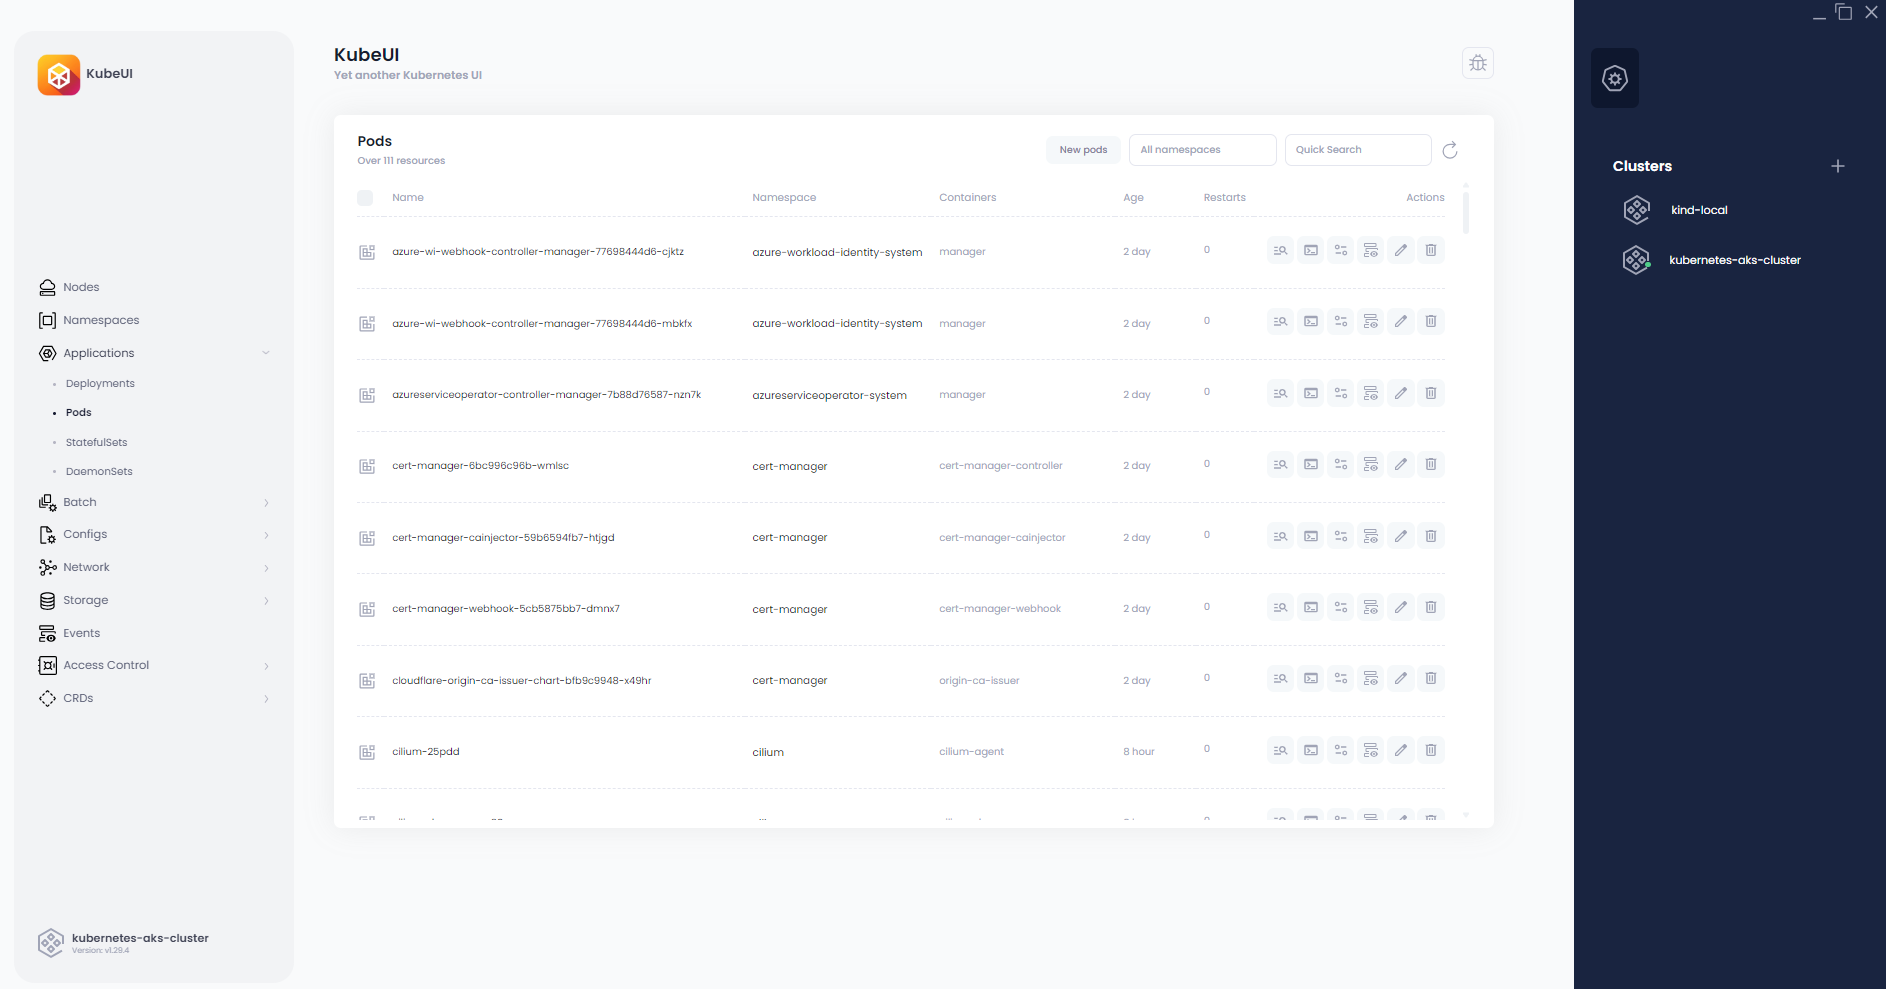 KubeUI
Nodes
Namespaces
Applications
Deployments
Pods
StatefulSets
DaemonSets
Batch
Configs
Network
Storage
Events
Access Control
CRDs
kubernetes-aks-cluster
Version: v1.29.4
KubeUI
Yet another Kubernetes UI
Pods
Over 111 resources
New pods
All namespaces
Quick Search
Name Namespace Containers Age Restarts Actions
azure-wi-webhook-controller-manager-77698444d6-cjktz azure-workload-identity-system manager 2 day 0
azure-wi-webhook-controller-manager-77698444d6-mbkfx azure-workload-identity-system manager 2 day 0
azureserviceoperator-controller-manager-7b88d76587-nzn7k azureserviceoperator-system manager 2 day 0
cert-manager-6bc996c96b-wmlsc cert-manager cert-manager-controller 2 day 0
cert-manager-cainjector-59b6594fb7-htjgd cert-manager cert-manager-cainjector 2 day 0
cert-manager-webhook-5cb5875bb7-dmnx7 cert-manager cert-manager-webhook 2 day 0
cloudflare-origin-ca-issuer-chart-bfb9c9948-x49hr cert-manager origin-ca-issuer 2 day 0
cilium-25pdd cilium cilium-agent 8 hour 0
Clusters
kind-local
kubernetes-aks-cluster